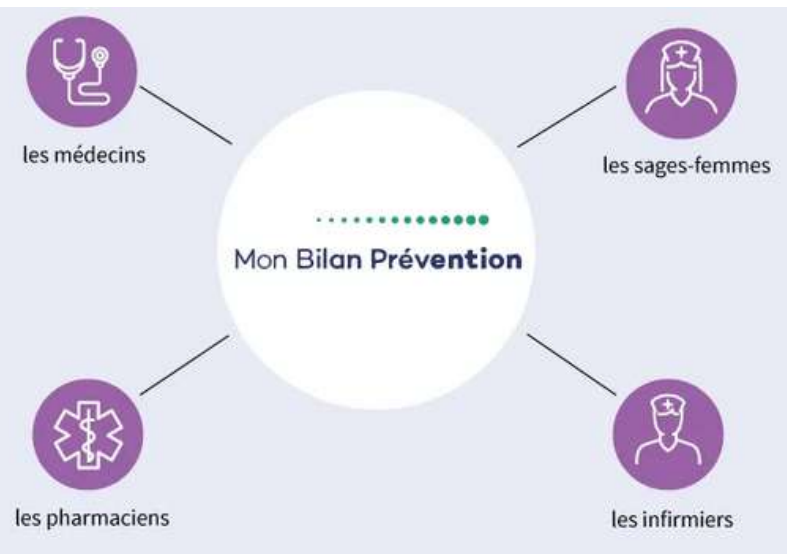 les médecins
les sages-femmes
Mon Bilan Prévention
les pharmaciens
les infirmiers